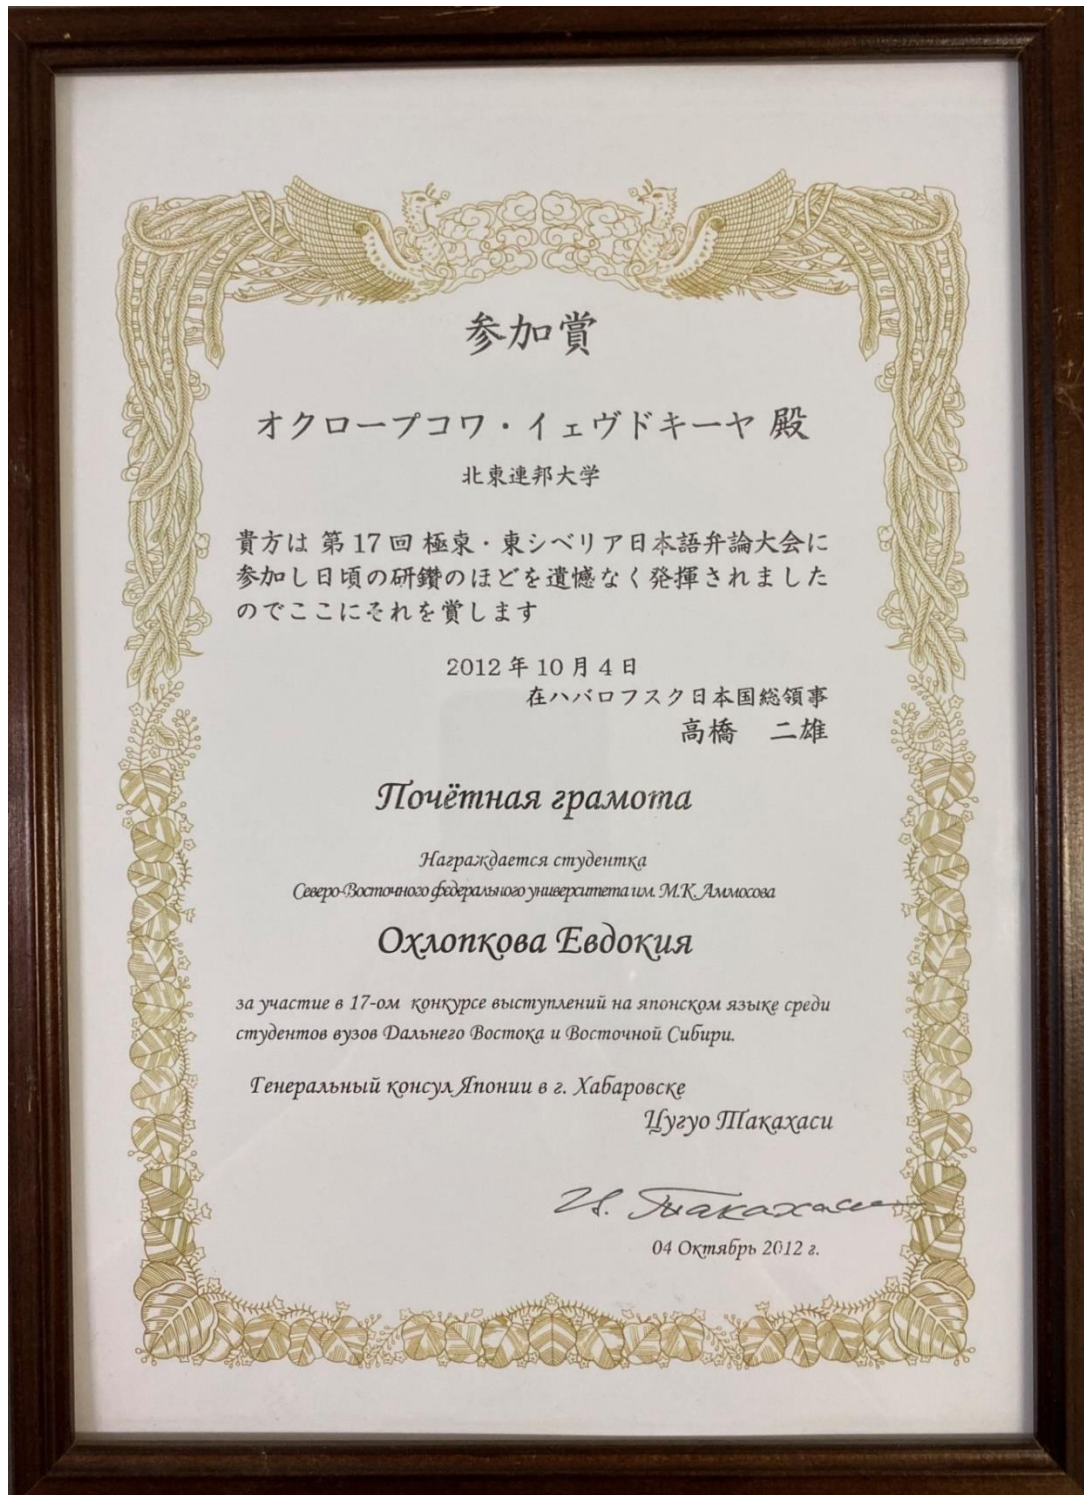 参加賞
オクロープコワ・イェヴドキーヤ 殿
北東連邦大学
貴方は 第17回 極東・東シベリア日本語弁論大会に
参加し日頃の研鑽のほどを遺憾なく発揮されました
のでここにそれを賞します
2012年10月4日
在ハバロフスク日本国総領事
高橋 二雄
Почётная грамота
Награждается студентка
Северо-Восточного федерального университета им. М.К. Аммосова
Охлопкова Евдокия
за участие в 17-ом конкурсе выступлений на японском языке среди
студентов вузов Дальнего Востока и Восточной Сибири.
Генеральный консул Японии в г. Хабаровске
Цугуо Такахаси
Ц. Такахаси
04 Октябрь 2012 г.